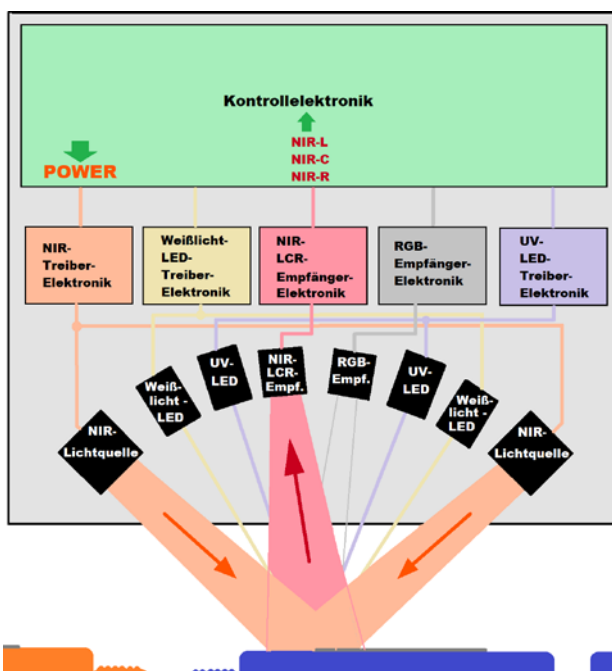 Kontrollelektronik
NIR-L
NIR-C
NIR-R
POWER
NIR-
Treiber-
Elektronik
Weißlicht-
LED-
Treiber-
Elektronik
NIR-
LCR-
Empfänger-
Elektronik
RGB-
Empfänger-
Elektronik
UV-
LED-
Treiber-
Elektronik
NIR-
Lichtquelle
Weiß-
licht -
LED
UV-
LED
NIR-
LCR-
Empf.
RGB-
Empf.
UV-
LED
Weiß-
licht -
LED
NIR-
Lichtquelle